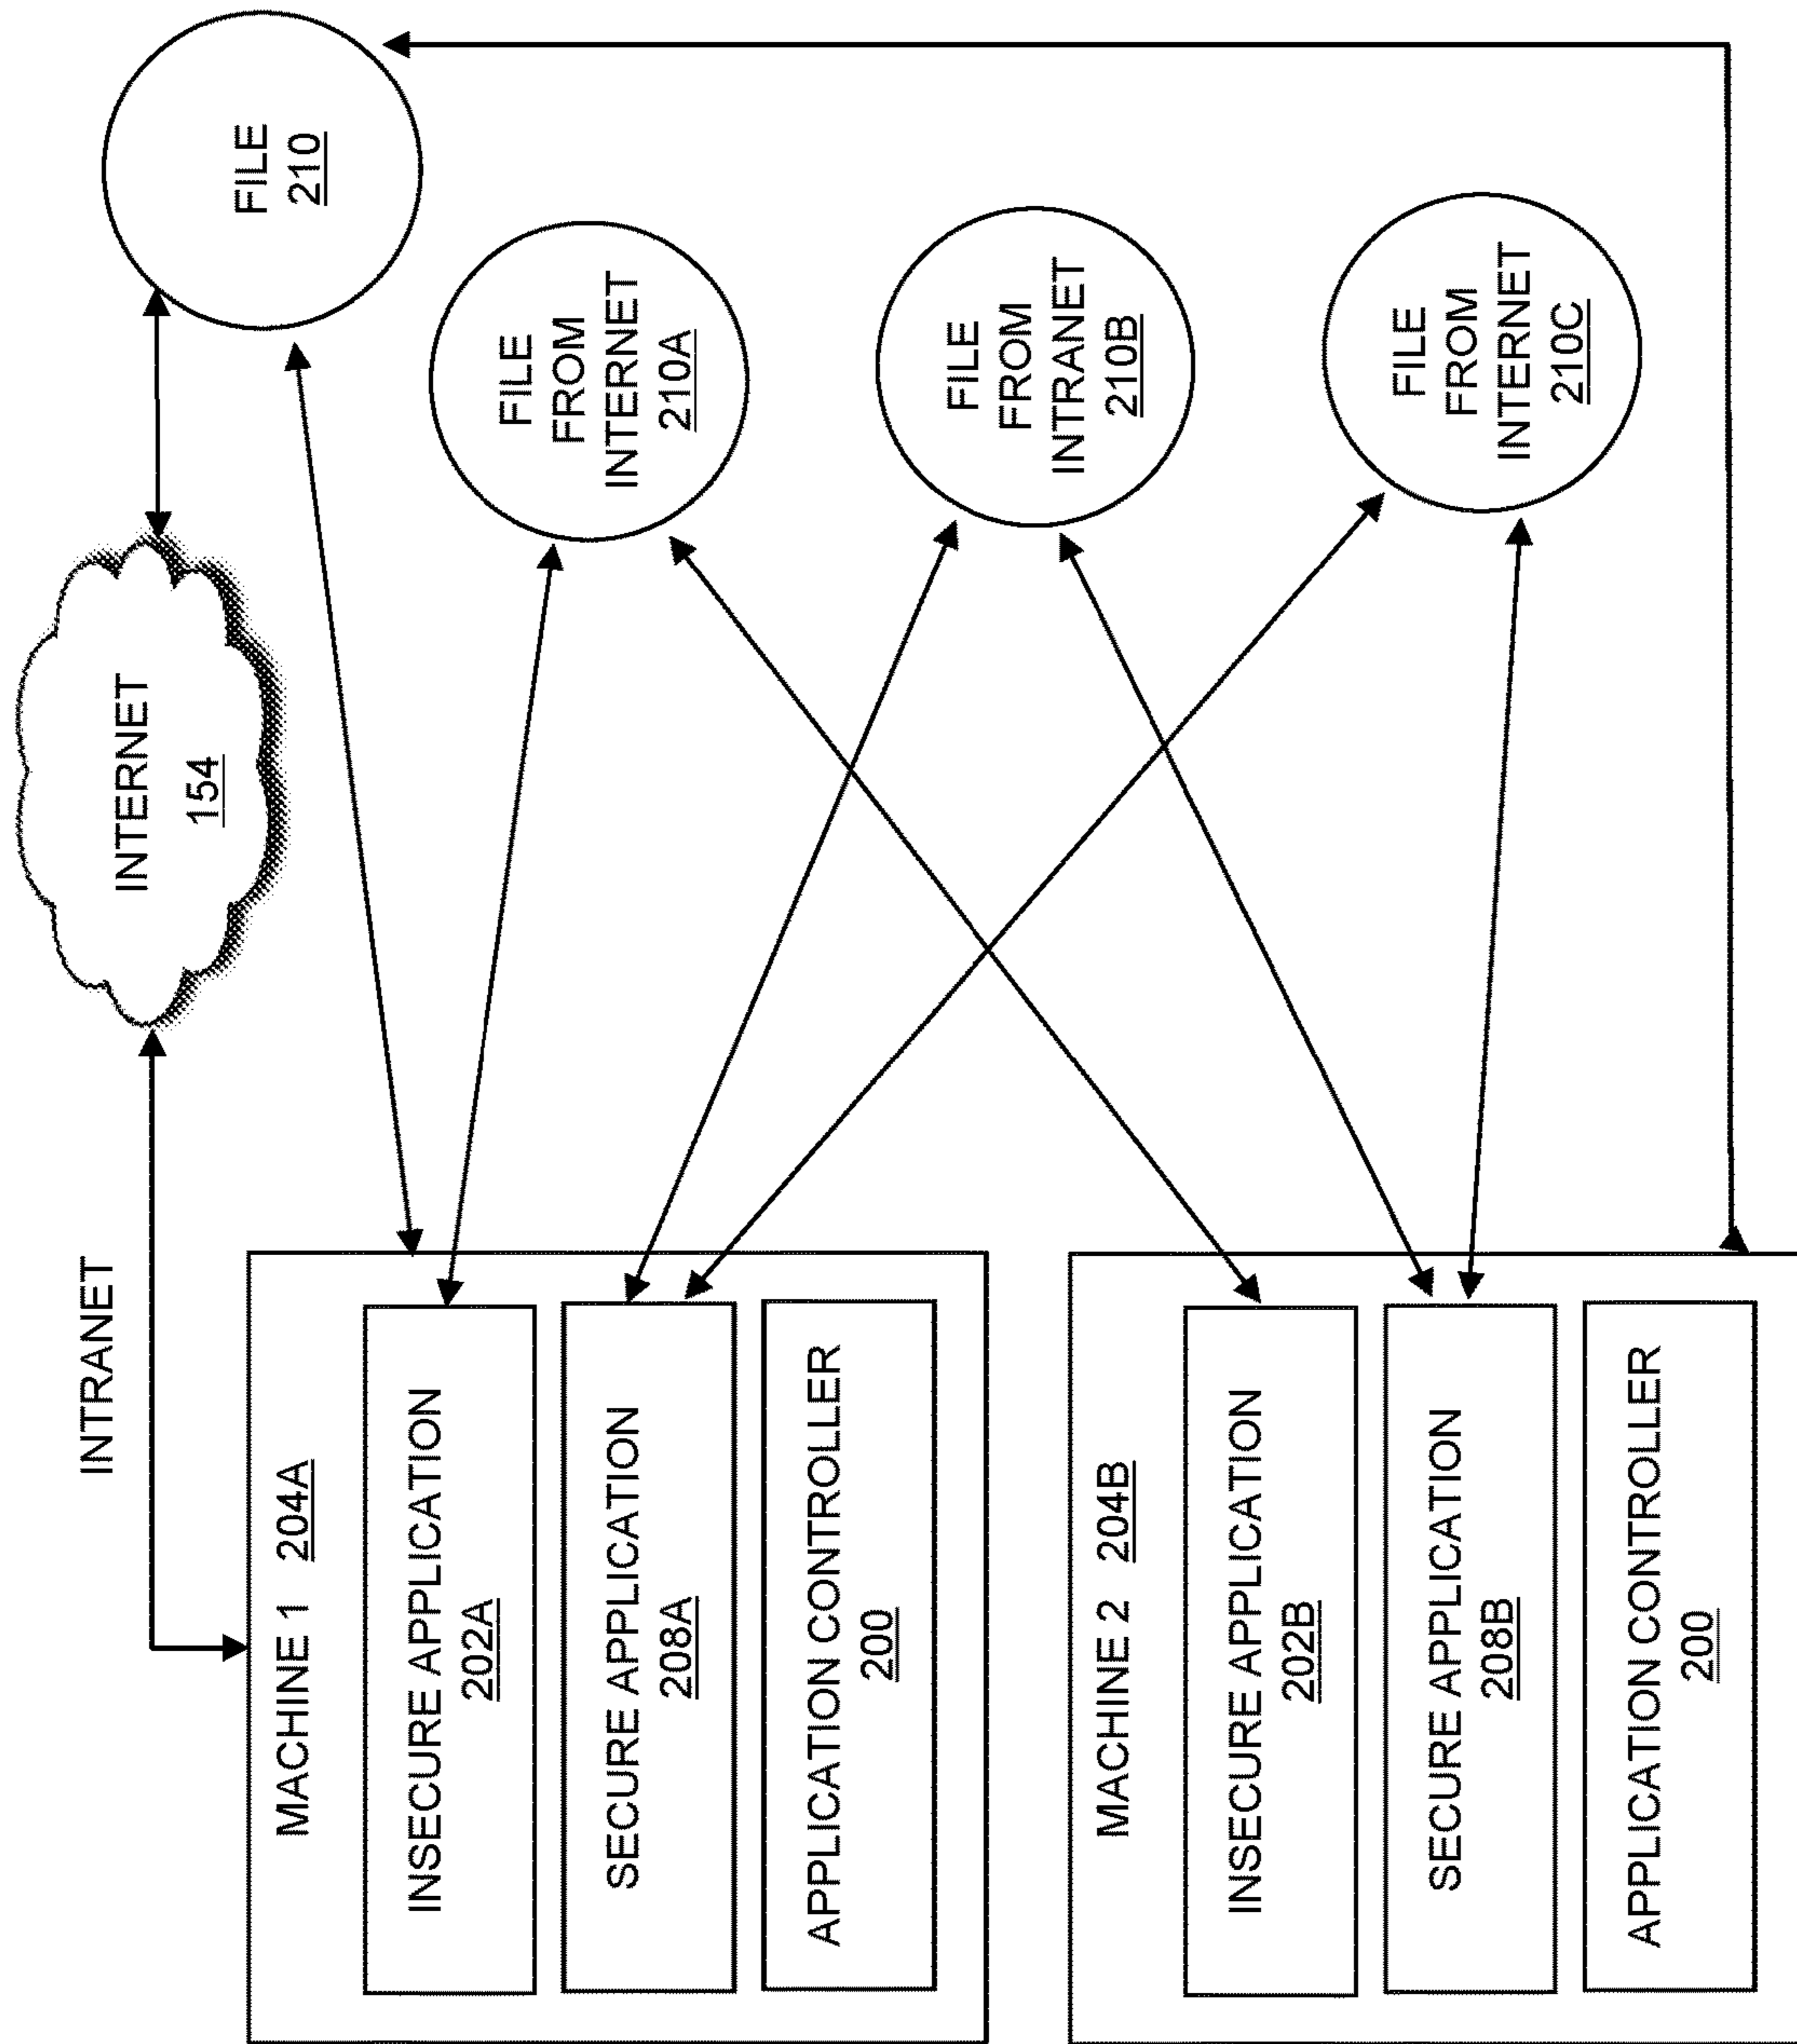 INTRANET
INTERNET
154
FILE
210
MACHINE 1 204A
INSECURE APPLICATION
202A
SECURE APPLICATION
208A
APPLICATION CONTROLLER
200
FILE
FROM
INTERNET
210A
FILE
FROM
INTRANET
210B
FILE
FROM
INTERNET
210C
MACHINE 2 204B
INSECURE APPLICATION
202B
SECURE APPLICATION
208B
APPLICATION CONTROLLER
200